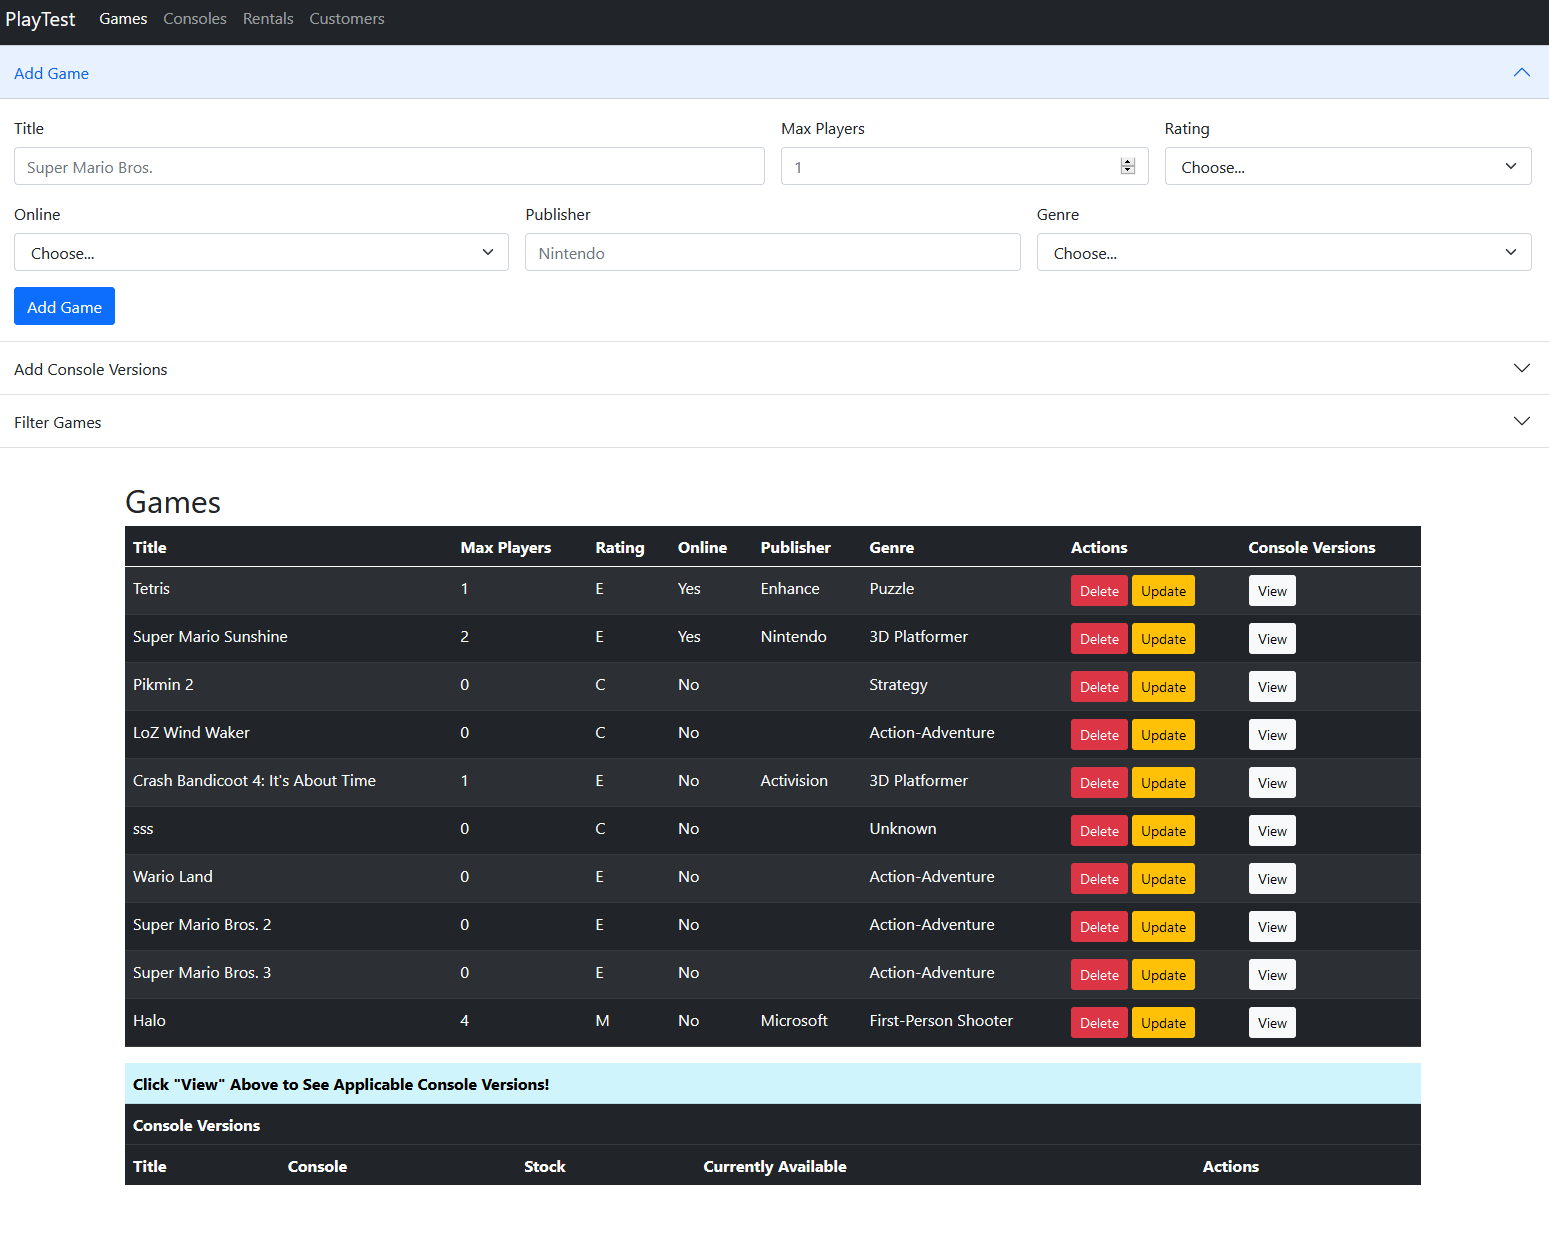 PlayTest Games Consoles Rentals Customers
Add Game
Title Max Players Rating
Super Mario Bros. 1 Choose...
Online Publisher Genre
Choose... Nintendo Choose...
Add Game
Add Console Versions
Filter Games
Games
Title Max Players Rating Online Publisher Genre Actions Console Versions
Tetris 1 E Yes Enhance Puzzle Delete Update View
Super Mario Sunshine 2 E Yes Nintendo 3D Platformer Delete Update View
Pikmin 2 0 C No Strategy Delete Update View
LoZ Wind Waker 0 C No Action-Adventure Delete Update View
Crash Bandicoot 4: It's About Time 1 E No Activision 3D Platformer Delete Update View
sss 0 C No Unknown Delete Update View
Wario Land 0 E No Action-Adventure Delete Update View
Super Mario Bros. 2 0 E No Action-Adventure Delete Update View
Super Mario Bros. 3 0 E No Action-Adventure Delete Update View
Halo 4 M No Microsoft First-Person Shooter Delete Update View
Click "View" Above to See Applicable Console Versions!
Console Versions
Title Console Stock Currently Available Actions